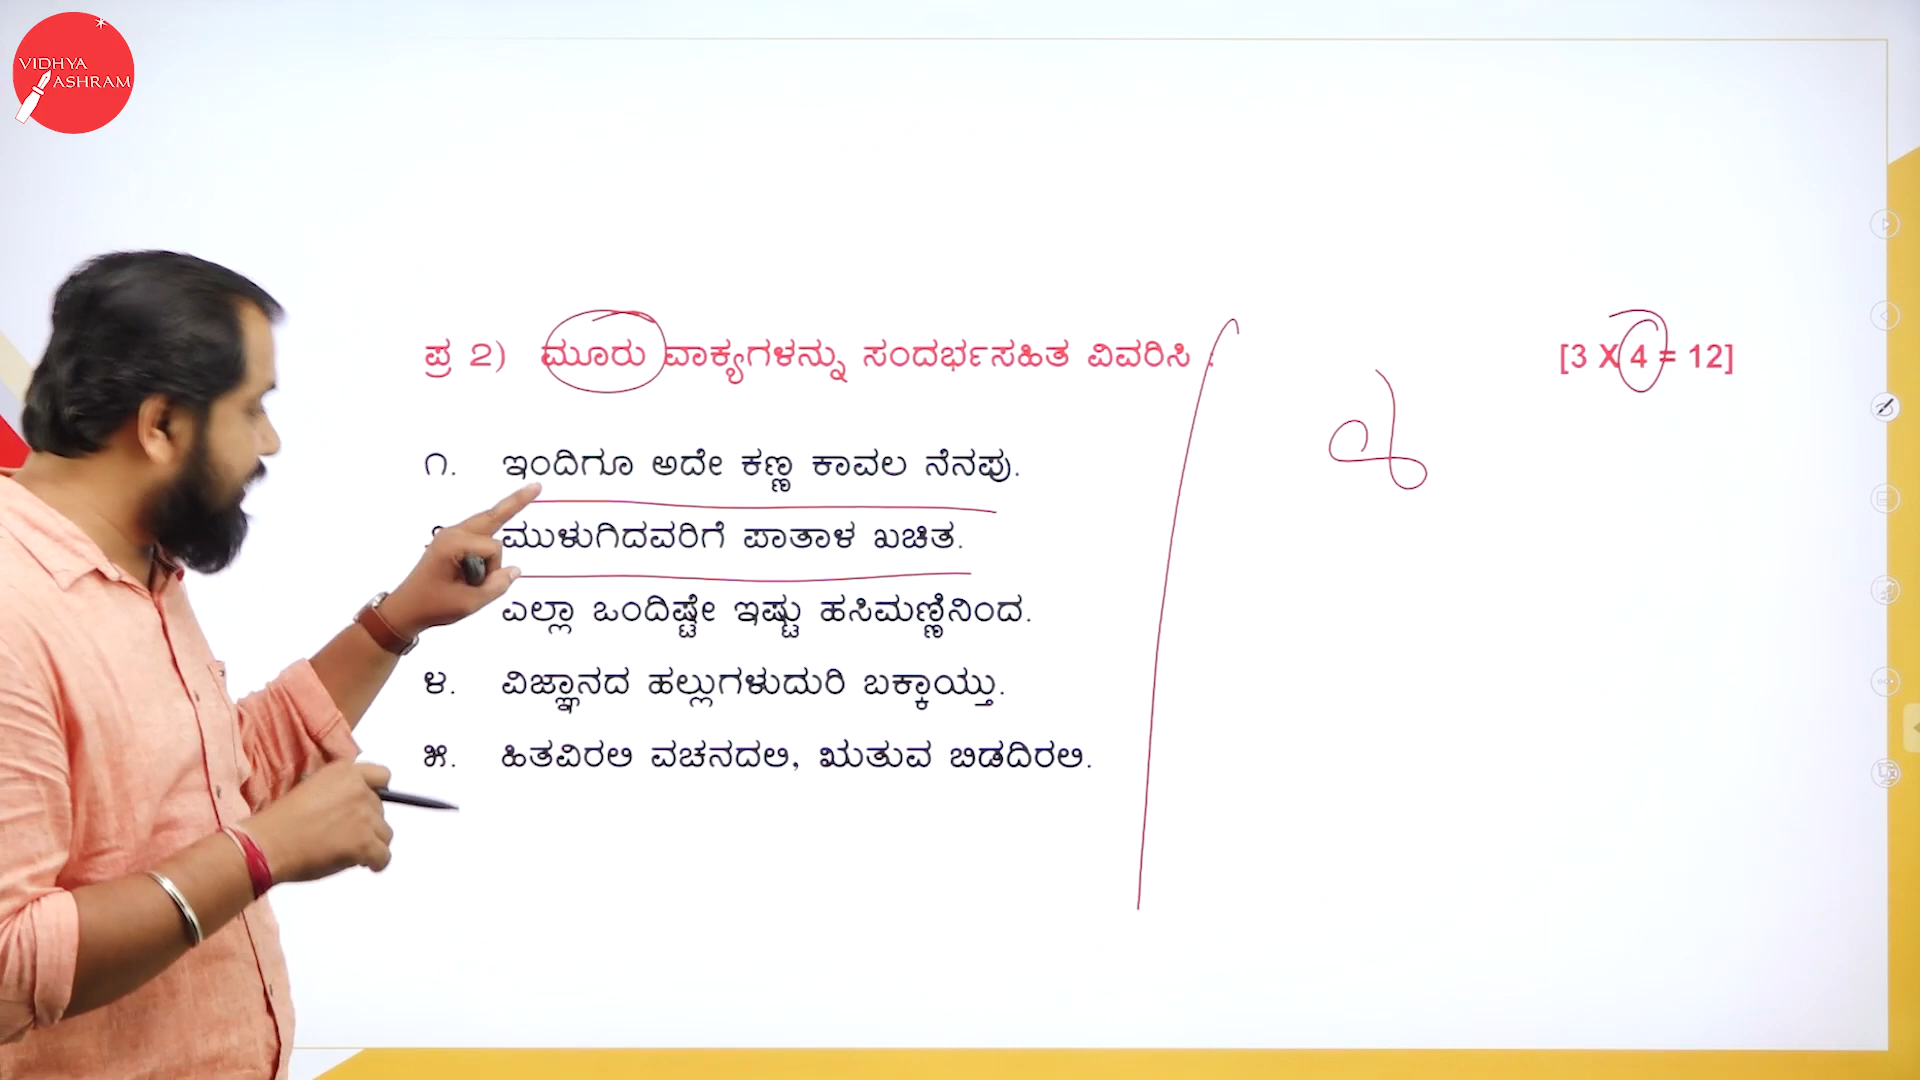 VIDHYA
ASHRAM
ಪ್ರ 2) ಮೂರು ವಾಕ್ಯಗಳನ್ನು ಸಂದರ್ಭಸಹಿತ ವಿವರಿಸಿ : [3 X 4 = 12]
೧. ಇಂದಿಗೂ ಅದೇ ಕಣ್ಣ ಕಾವಲ ನೆನಪು.
ಮುಳುಗಿದವರಿಗೆ ಪಾತಾಳ ಖಚಿತ.
ಎಲ್ಲಾ ಒಂದಿಷ್ಟೇ ಇಷ್ಟು ಹಸಿಮಣ್ಣಿನಿಂದ.
೪. ವಿಜ್ಞಾನದ ಹಲ್ಲುಗಳುದುರಿ ಬಕ್ಕಾಯ್ತು.
೫. ಹಿತವಿರಲಿ ವಚನದಲಿ, ಋತುವ ಬಿಡದಿರಲಿ.